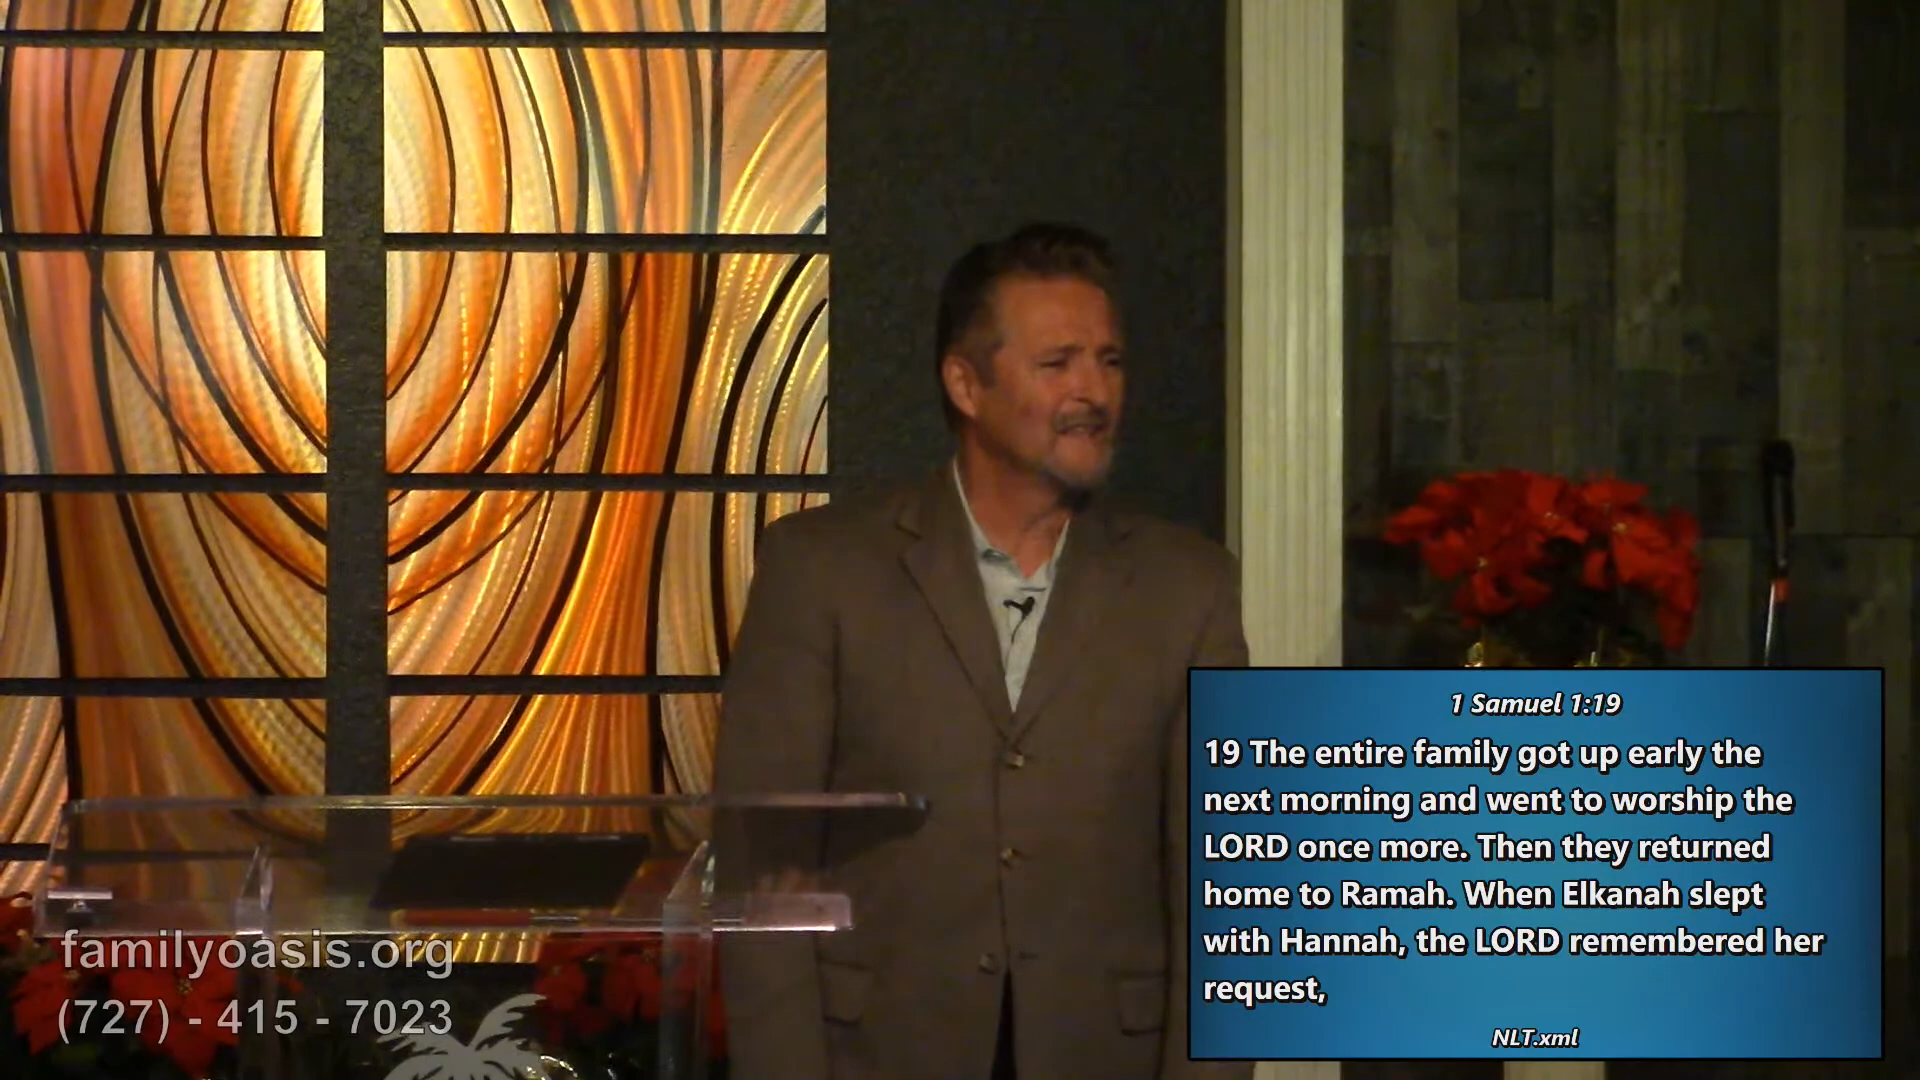 1 Samuel 1:19
19 The entire family got up early the
next morning and went to worship the
LORD once more. Then they returned
home to Ramah. When Elkanah slept
with Hannah, the LORD remembered her
request,
NLT.xml
familyoasis.org
(727) - 415 - 7023